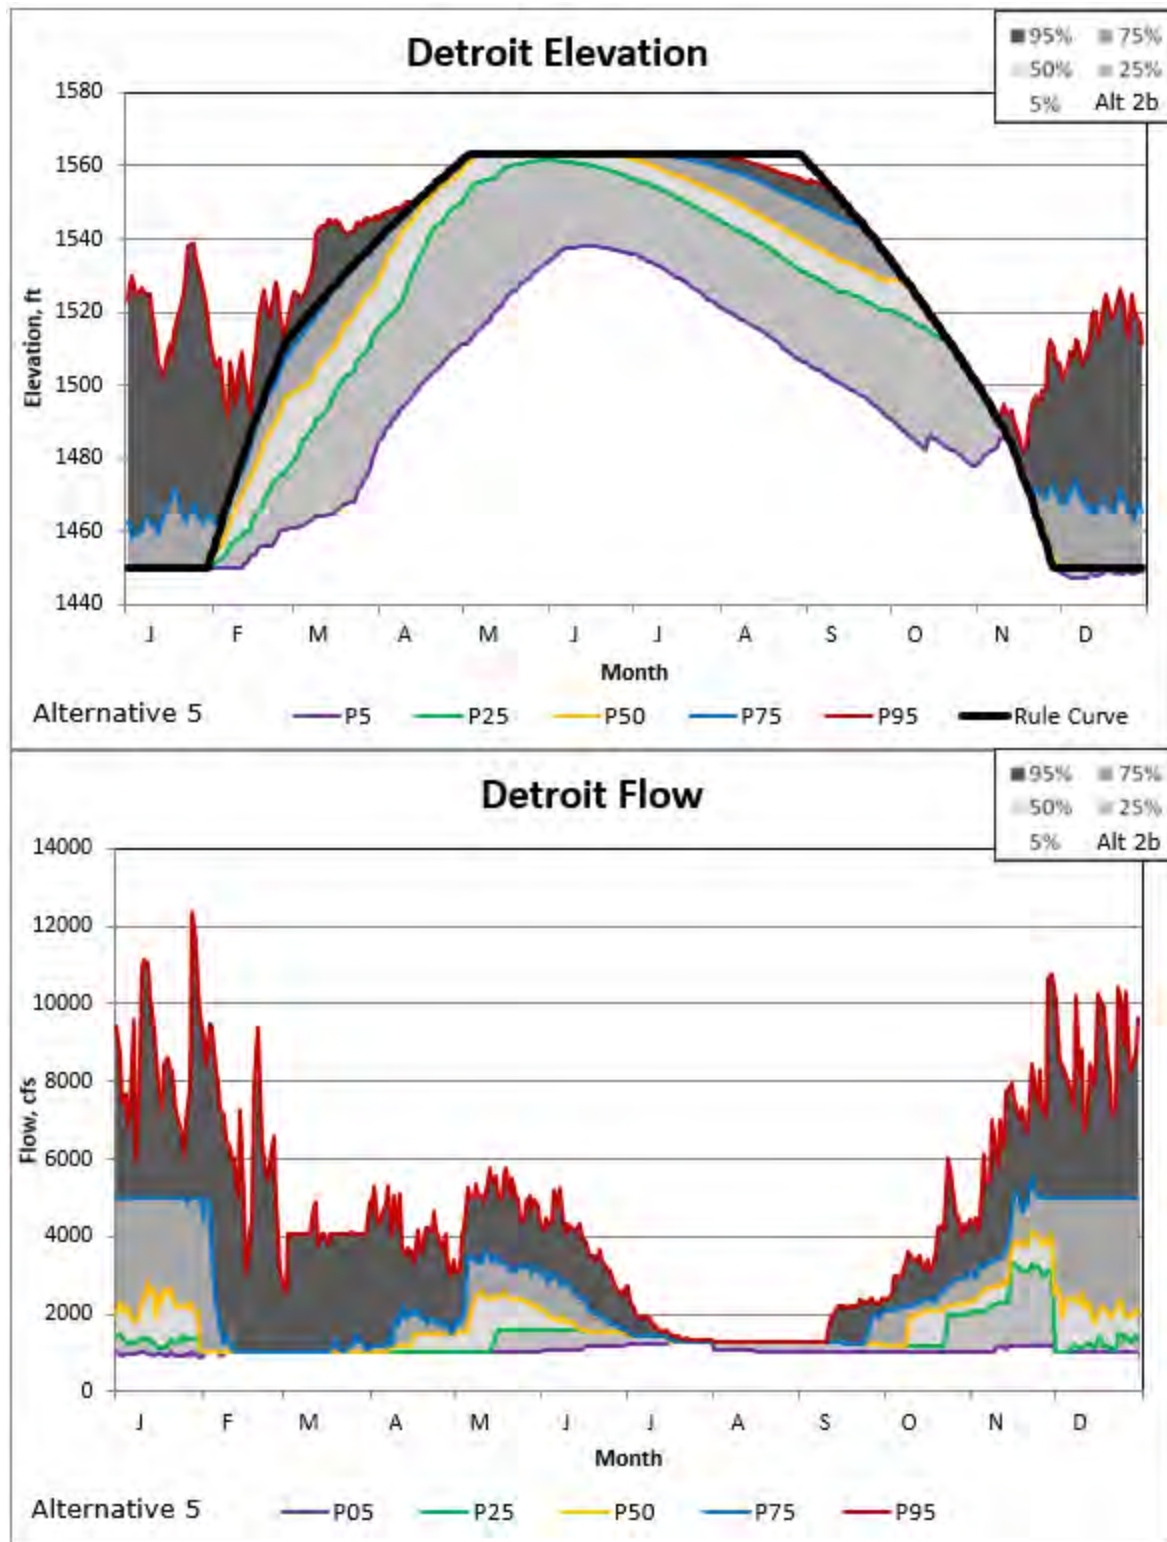 Detroit Elevation
95% 75%
50% 25%
5% Alt 2b
1580
1560
1540
1520
1500
1480
1460
1440
Elevation, ft
J F M A M J J A S O N D
Month
Alternative 5 P5 P25 P50 P75 P95 Rule Curve
Detroit Flow
95% 75%
50% 25%
5% Alt 2b
14000
12000
10000
8000
6000
4000
2000
0
Flow, cfs
J F M A M J J A S O N D
Month
Alternative 5 P05 P25 P50 P75 P95